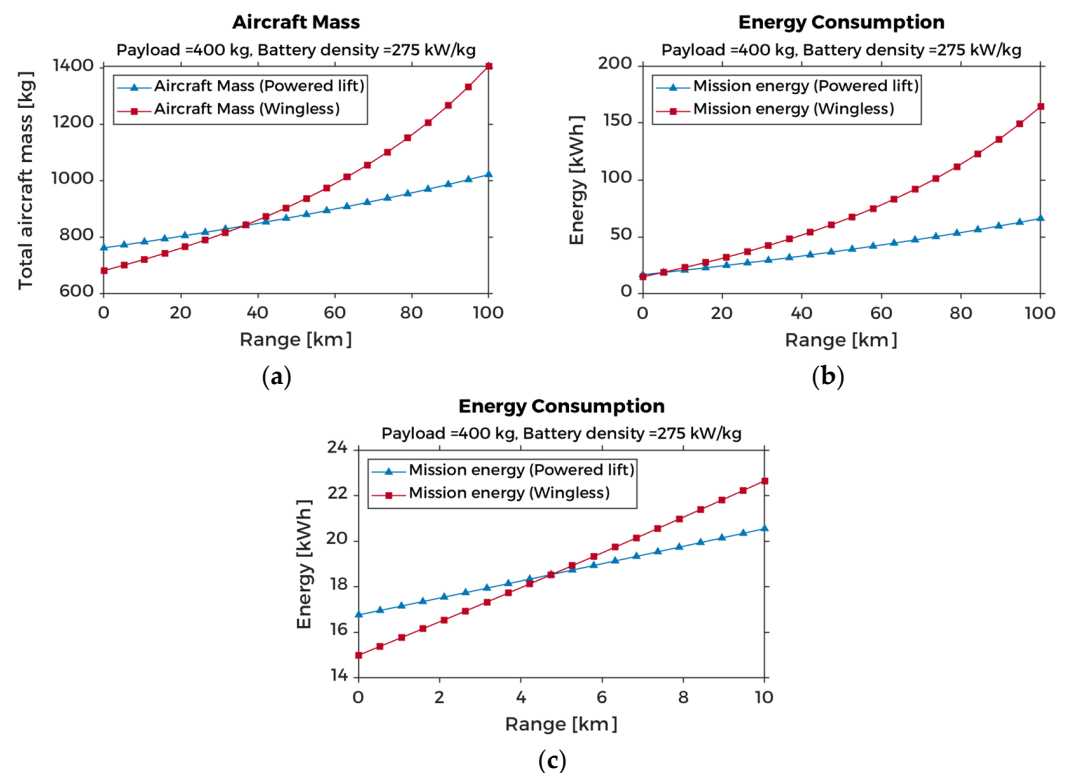 Aircraft Mass
Payload =400 kg, Battery density =275 kW/kg
Total aircraft mass [kg]
1400
1200
1000
800
600
Aircraft Mass (Powered lift)
Aircraft Mass (Wingless)
0 20 40 60 80 100
Range [km]
(a)
Energy Consumption
Payload =400 kg, Battery density =275 kW/kg
Energy [kWh]
200
150
100
50
0
Mission energy (Powered lift)
Mission energy (Wingless)
0 20 40 60 80 100
Range [km]
(b)
Energy Consumption
Payload =400 kg, Battery density =275 kW/kg
Energy [kWh]
24
22
20
18
16
14
Mission energy (Powered lift)
Mission energy (Wingless)
0 2 4 6 8 10
Range [km]
(c)